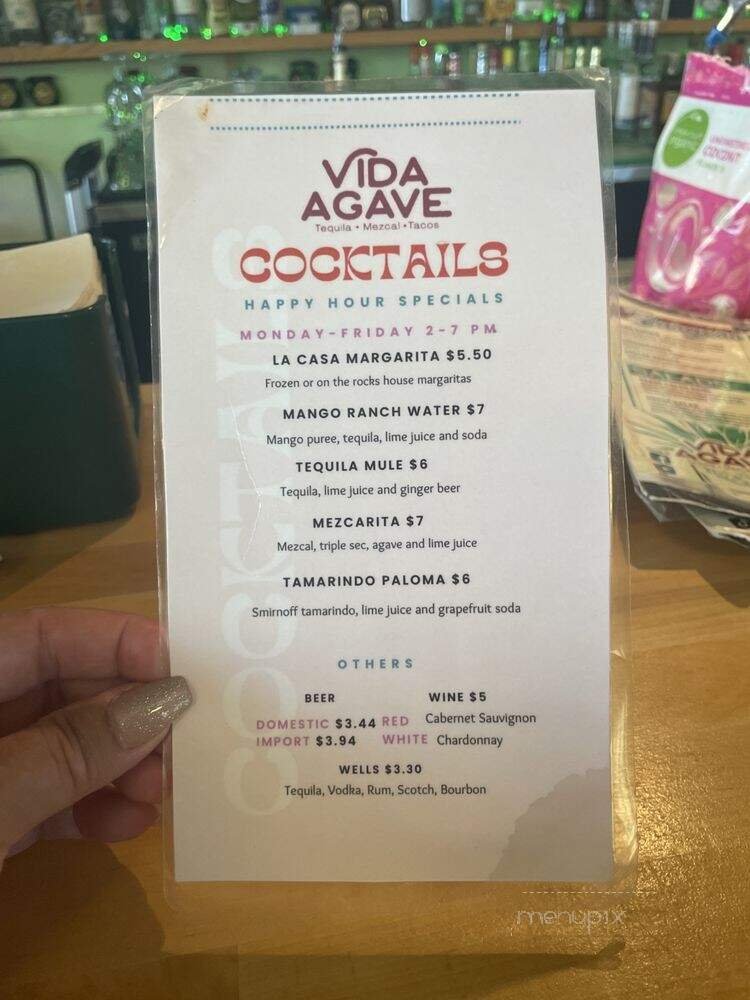 VIDA
AGAVE
Tequila • Mezcal • Tacos
COCKTAILS
HAPPY HOUR SPECIALS
MONDAY-FRIDAY 2-7 PM
LA CASA MARGARITA $5.50
Frozen or on the rocks house margaritas
MANGO RANCH WATER $7
Mango puree, tequila, lime juice and soda
TEQUILA MULE $6
Tequila, lime juice and ginger beer
MEZCARITA $7
Mezcal, triple sec, agave and lime juice
TAMARINDO PALOMA $6
Smirnoff tamarindo, lime juice and grapefruit soda
COCKTAILS
OTHERS
BEER
DOMESTIC $3.44
IMPORT $3.94
WINE $5
RED Cabernet Sauvignon
WHITE Chardonnay
WELLS $3.30
Tequila, Vodka, Rum, Scotch, Bourbon
VIDA
AGAVE
menupix